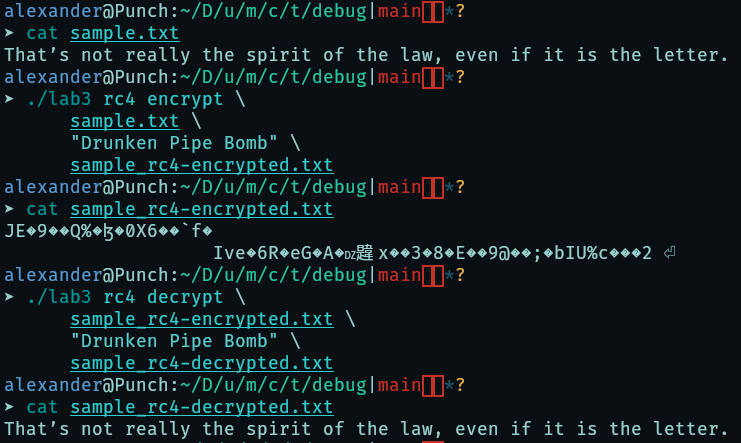 alexander@Punch:~/D/u/m/c/t/debug|main*?
➤ cat sample.txt
That’s not really the spirit of the law, even if it is the letter.
alexander@Punch:~/D/u/m/c/t/debug|main*?
➤ ./lab3 rc4 encrypt \
sample.txt \
"Drunken Pipe Bomb" \
sample_rc4-encrypted.txt
alexander@Punch:~/D/u/m/c/t/debug|main*?
➤ cat sample_rc4-encrypted.txt
JE�9��Q%�ɮ�0X6��`f�
Ive�6R�eG�A�x��3�8�E��9@��;�bIU%c���2 ⏎
alexander@Punch:~/D/u/m/c/t/debug|main*?
➤ ./lab3 rc4 decrypt \
sample_rc4-encrypted.txt \
"Drunken Pipe Bomb" \
sample_rc4-decrypted.txt
alexander@Punch:~/D/u/m/c/t/debug|main*?
➤ cat sample_rc4-decrypted.txt
That’s not really the spirit of the law, even if it is the letter.